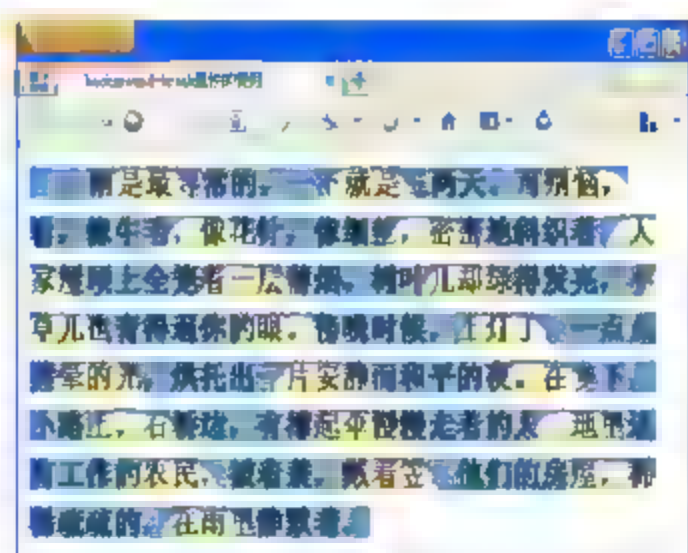 雨是最寻常的,一下就是三两天。可别恼,
看,像牛毛,像花针,像细丝,密密地斜织着,人
家屋顶上全笼着一层薄烟。树叶儿却绿得发亮,小
草儿也青得逼你的眼。傍晚时候,上灯了,一点点
黄晕的光,烘托出一片安静而和平的夜。在乡下,
小路上,石桥边,有撑起伞慢慢走着的人,地里
有工作的农民,披着蓑,戴着笠,他们的房屋,稀
稀疏疏的,在雨里静默着